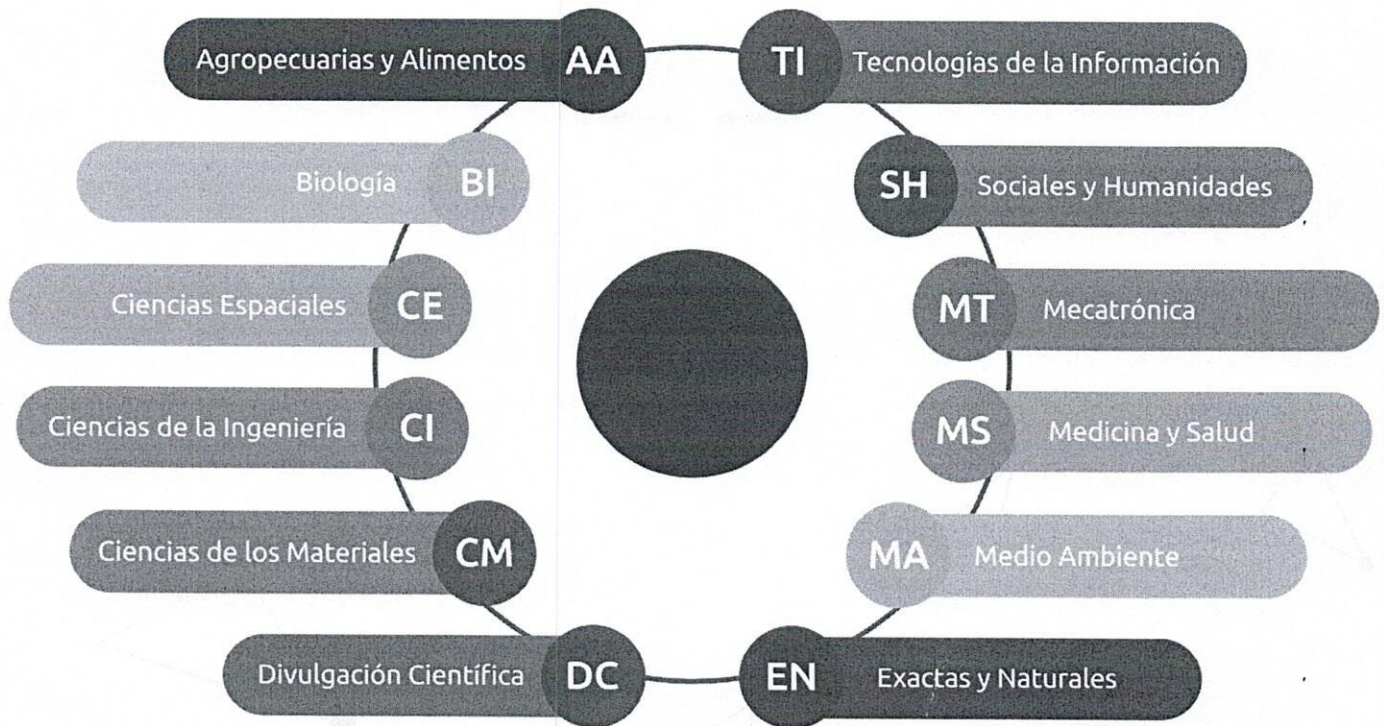 Agropecuarias y Alimentos AA
TI Tecnologías de la Información
Biología BI
SH Sociales y Humanidades
Ciencias Espaciales CE
MT Mecatrónica
Ciencias de la Ingeniería CI
MS Medicina y Salud
Ciencias de los Materiales CM
MA Medio Ambiente
Divulgación Científica DC
EN Exactas y Naturales